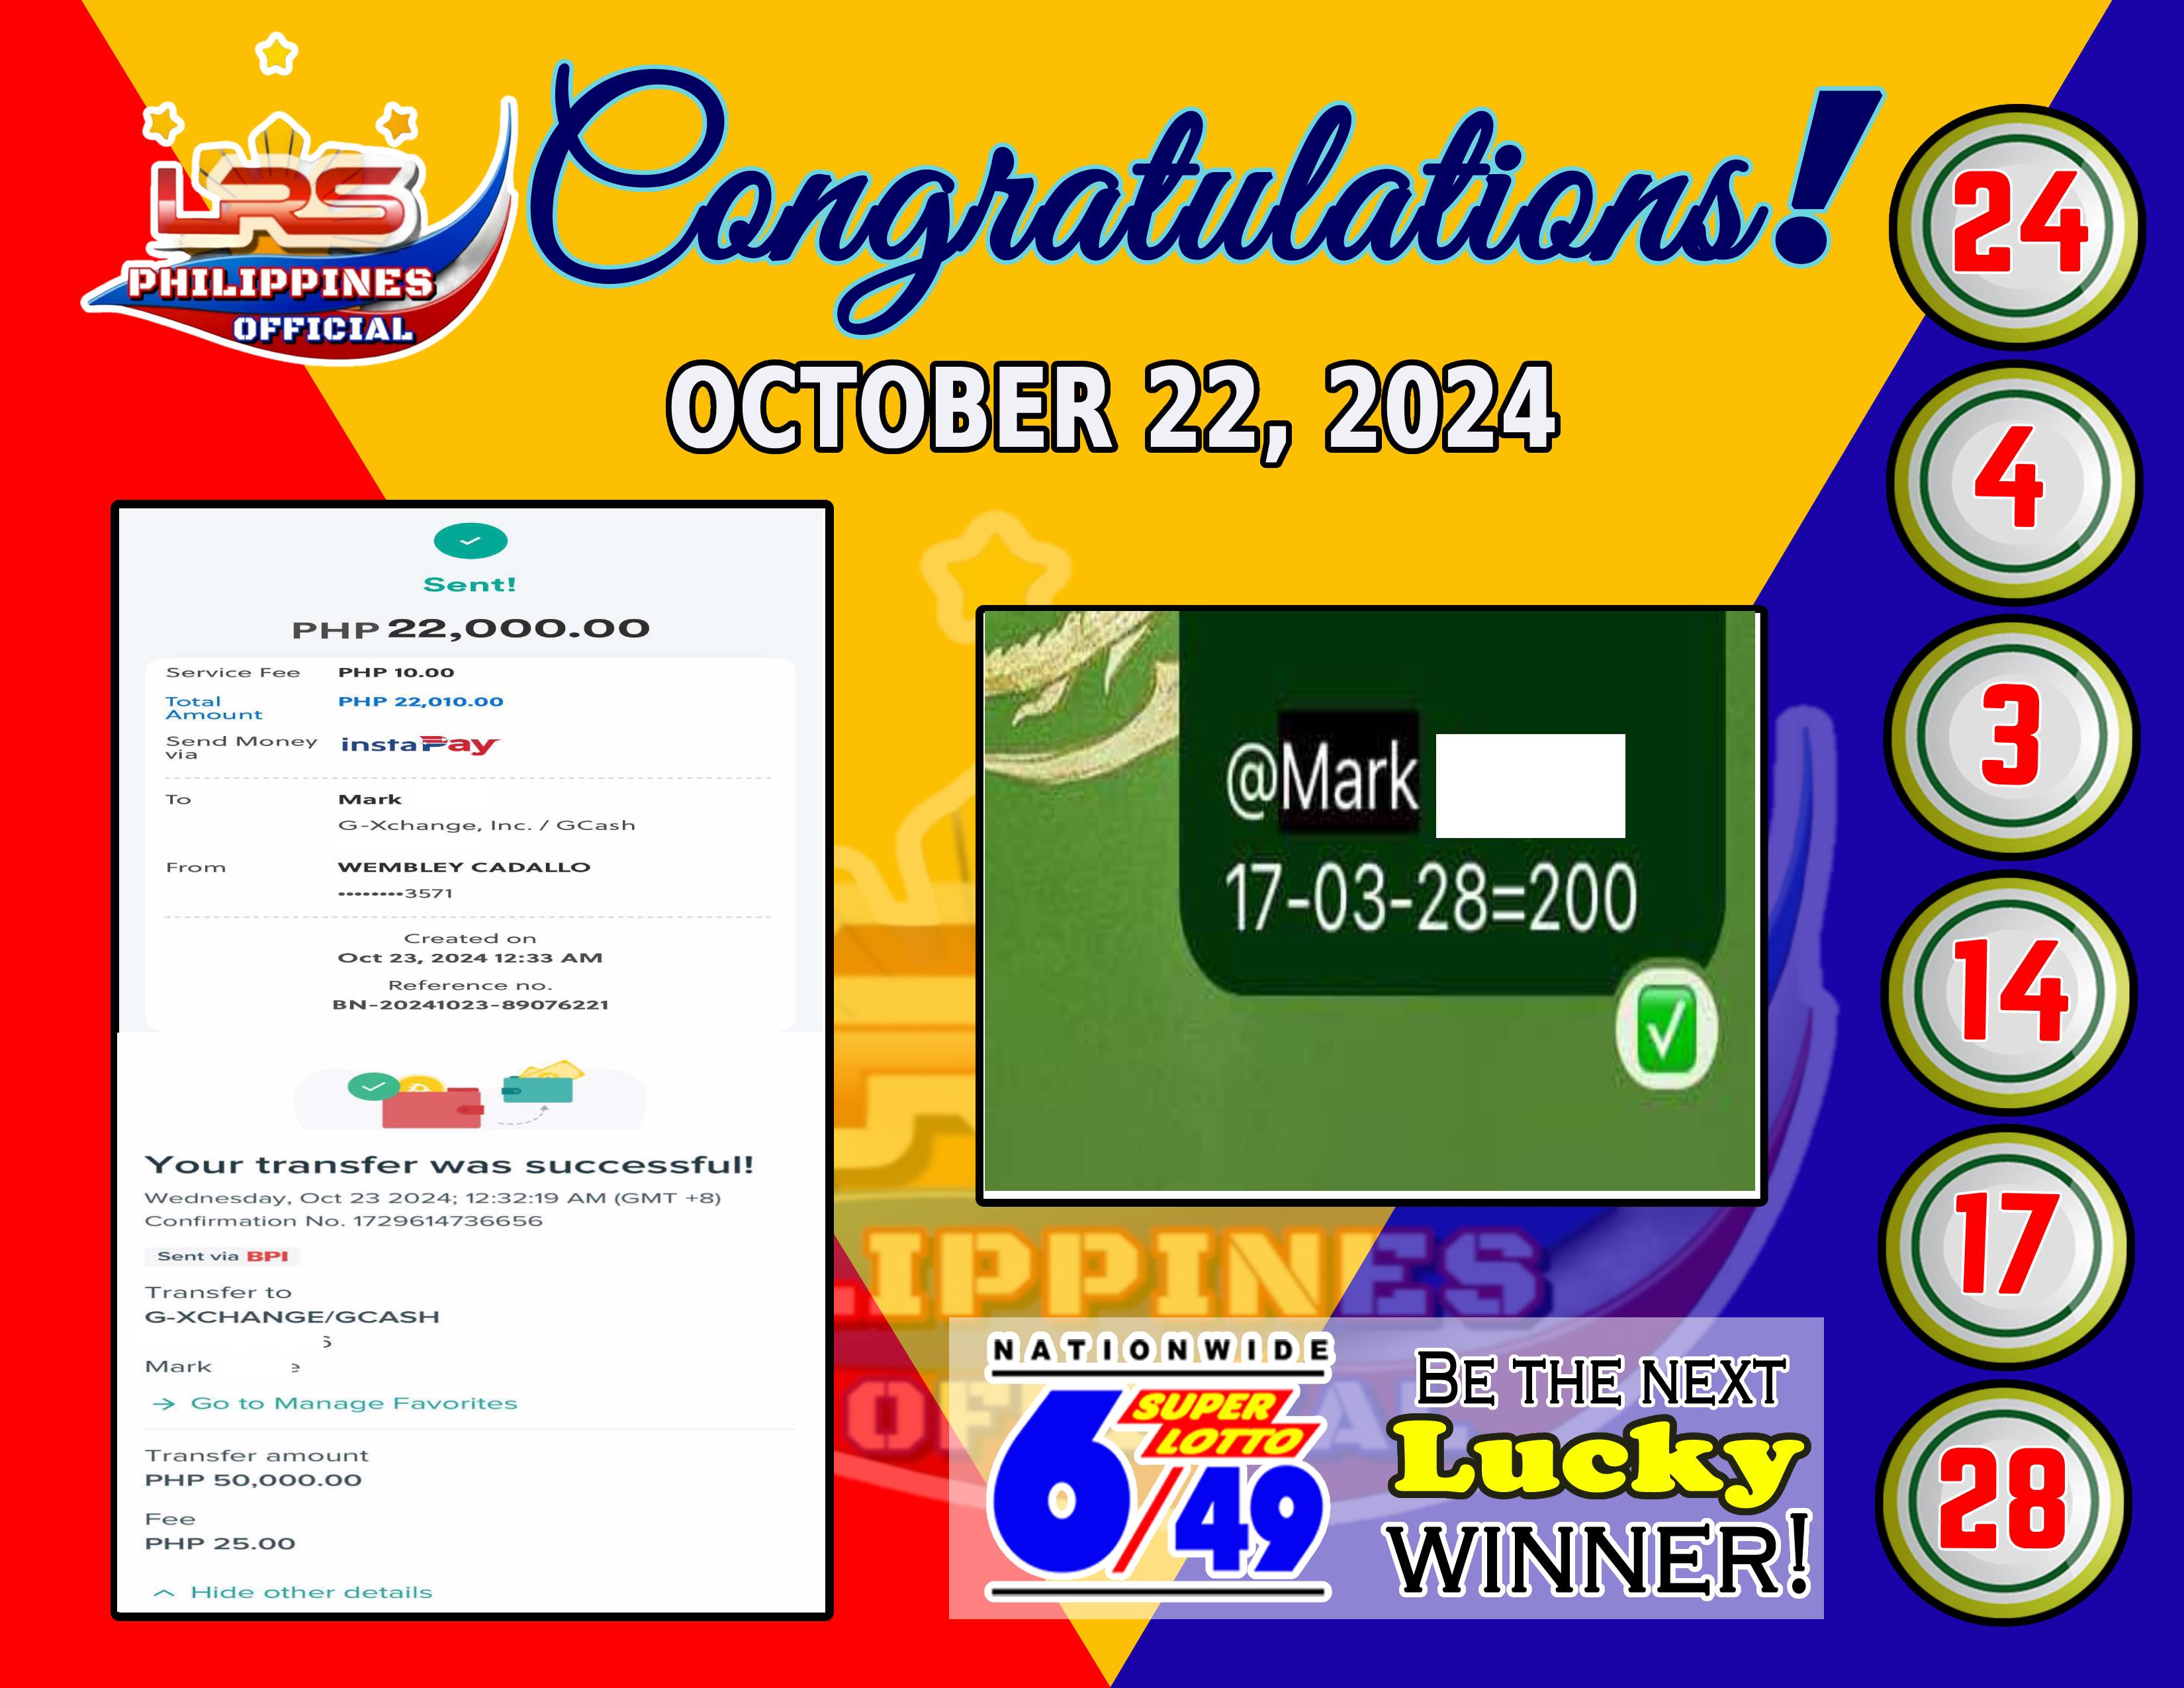 LRS
PHILIPPINES
OFFICIAL
Congratulations!
OCTOBER 22, 2024
Sent!
PHP 22,000.00
Service Fee PHP 10.00
Total Amount PHP 22,010.00
Send Money via instaPay
To Mark
G-Xchange, Inc. / GCash
From WEMBLEY CADALLO
••••••••3571
Created on
Oct 23, 2024 12:33 AM
Reference no.
BN-20241023-89076221
Your transfer was successful!
Wednesday, Oct 23 2024; 12:32:19 AM (GMT +8)
Confirmation No. 1729614736656
Sent via BPI
Transfer to
G-XCHANGE/GCASH
Mark
→ Go to Manage Favorites
Transfer amount
PHP 50,000.00
Fee
PHP 25.00
Hide other details
@Mark
17-03-28=200
NATIONWIDE
SUPER
LOTTO
6/49
BE THE NEXT
Lucky
WINNER!
24
4
3
14
17
28